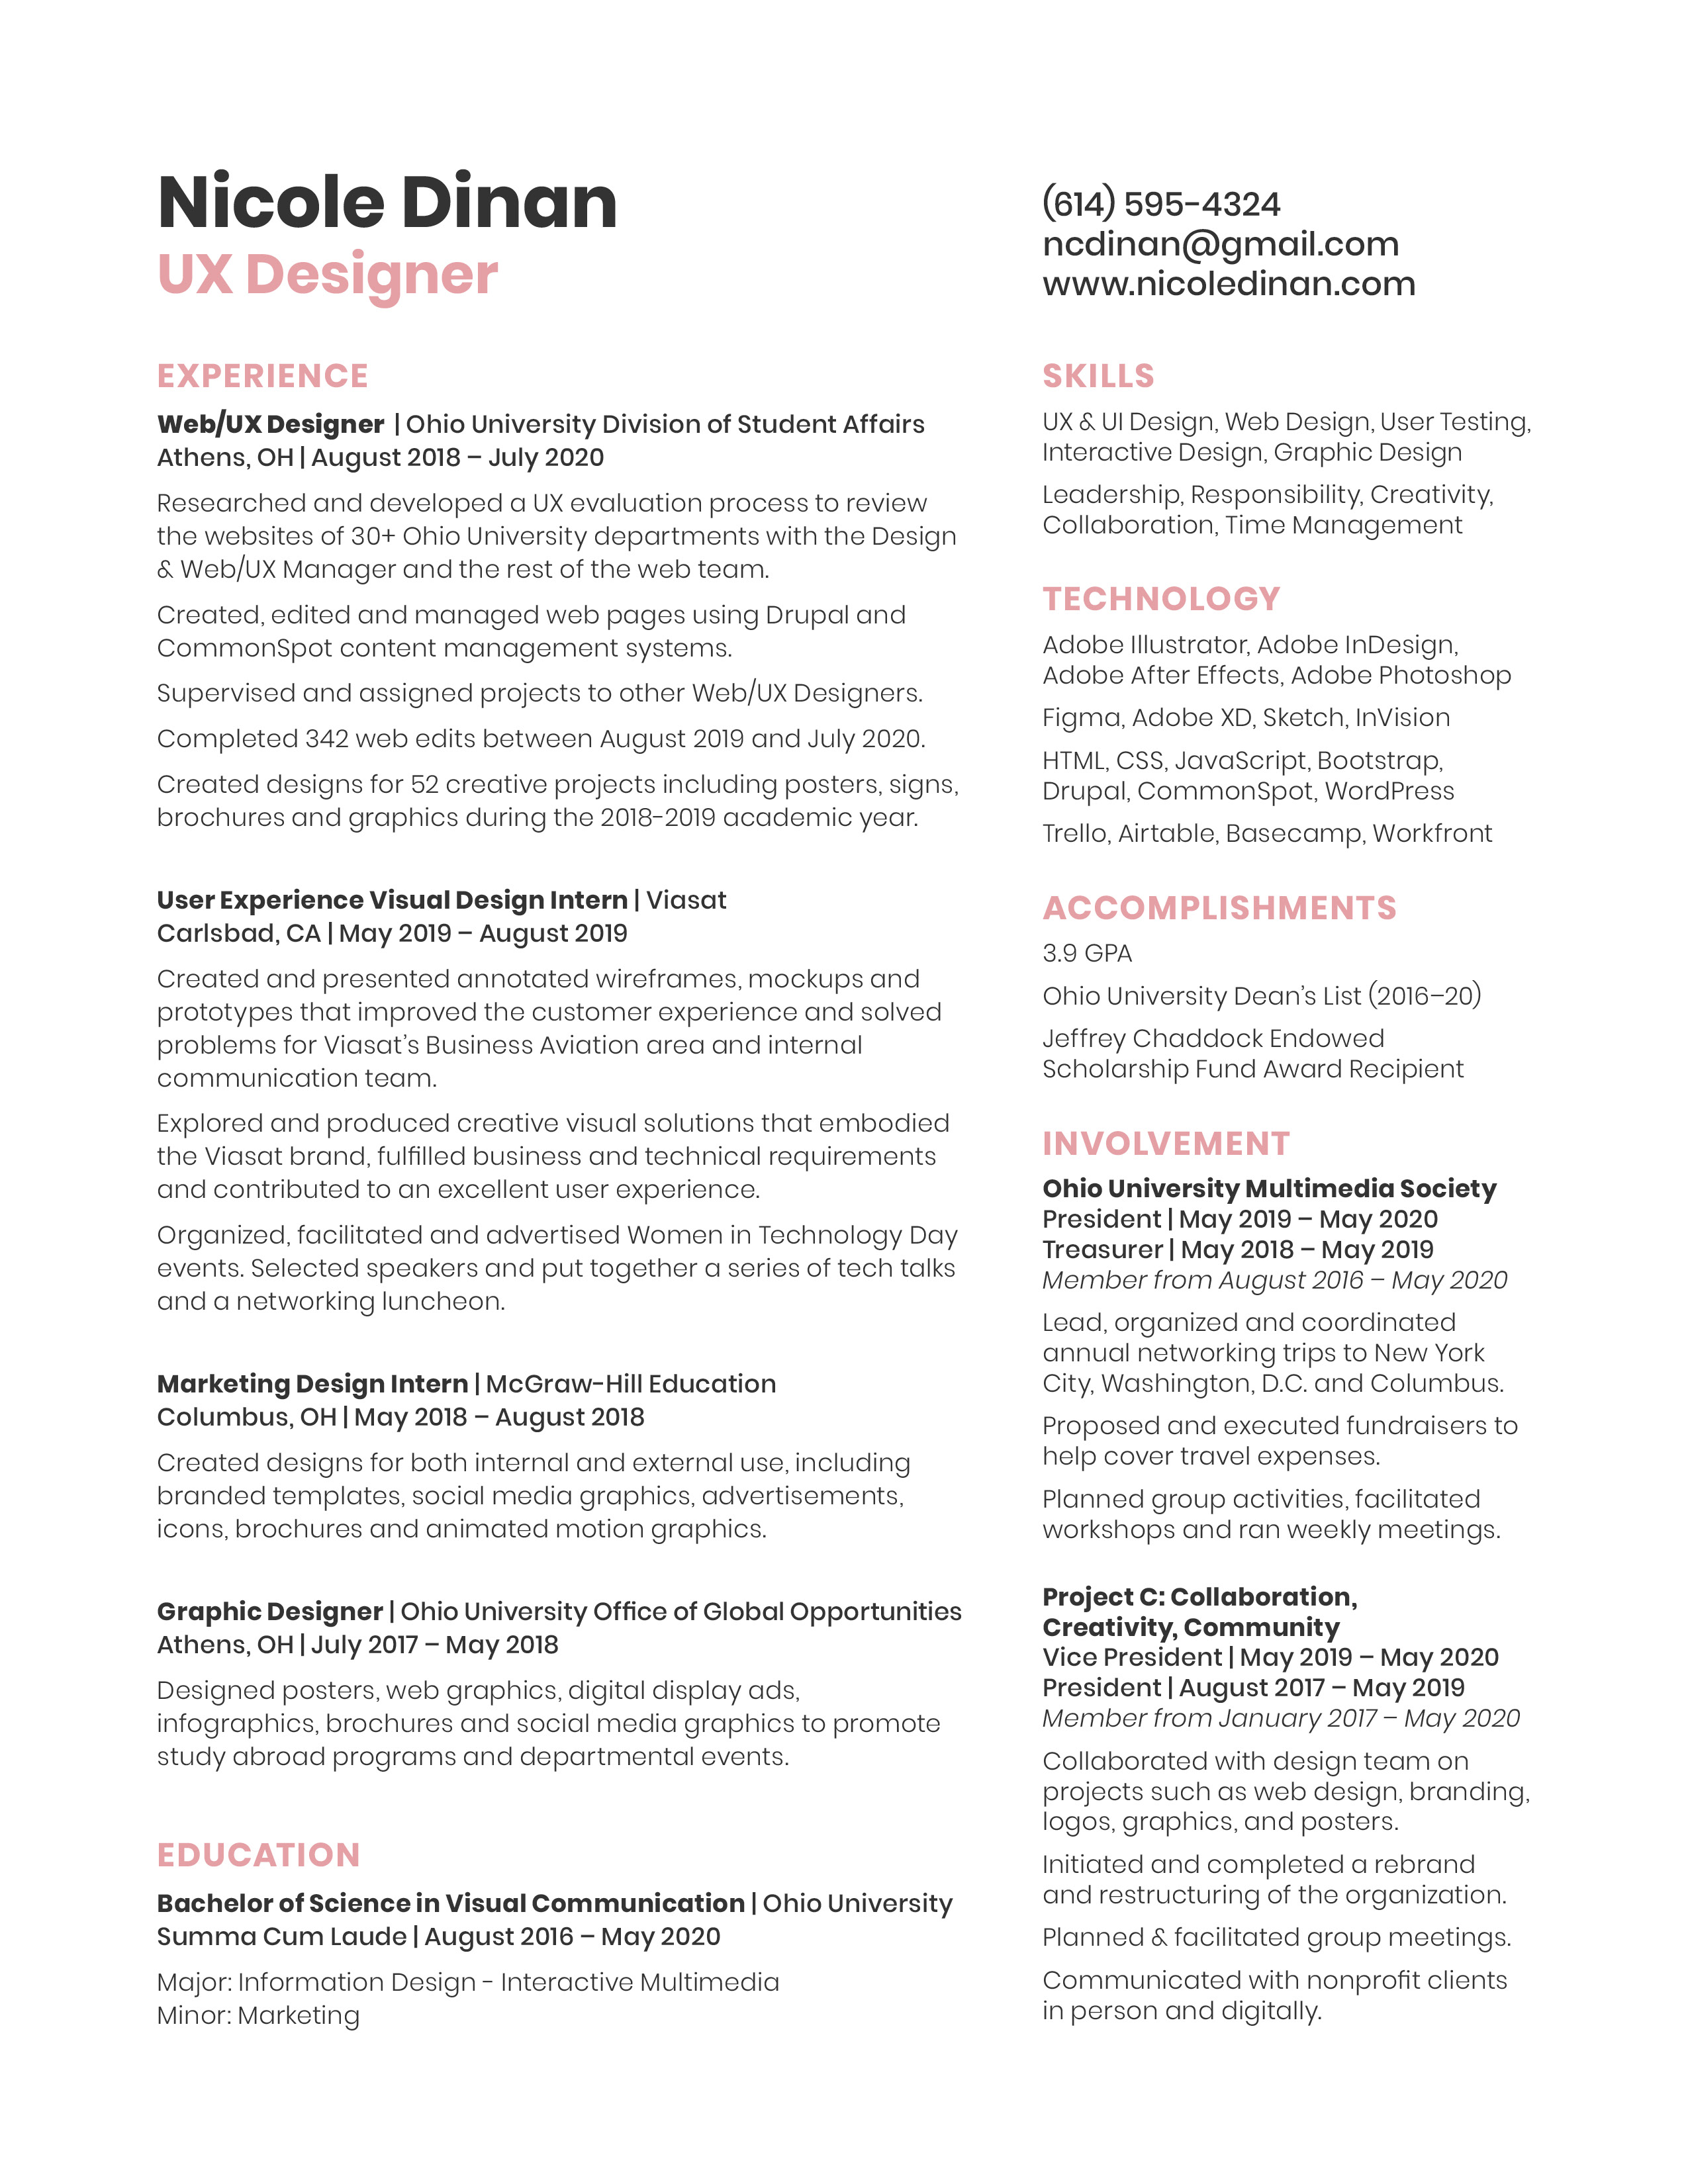 Nicole Dinan
UX Designer
(614) 595-4324
ncdinan@gmail.com
www.nicoledinan.com
EXPERIENCE
Web/UX Designer | Ohio University Division of Student Affairs
Athens, OH | August 2018 – July 2020
Researched and developed a UX evaluation process to review
the websites of 30+ Ohio University departments with the Design
& Web/UX Manager and the rest of the web team.
Created, edited and managed web pages using Drupal and
CommonSpot content management systems.
Supervised and assigned projects to other Web/UX Designers.
Completed 342 web edits between August 2019 and July 2020.
Created designs for 52 creative projects including posters, signs,
brochures and graphics during the 2018-2019 academic year.
User Experience Visual Design Intern | Viasat
Carlsbad, CA | May 2019 – August 2019
Created and presented annotated wireframes, mockups and
prototypes that improved the customer experience and solved
problems for Viasat’s Business Aviation area and internal
communication team.
Explored and produced creative visual solutions that embodied
the Viasat brand, fulfilled business and technical requirements
and contributed to an excellent user experience.
Organized, facilitated and advertised Women in Technology Day
events. Selected speakers and put together a series of tech talks
and a networking luncheon.
Marketing Design Intern | McGraw-Hill Education
Columbus, OH | May 2018 – August 2018
Created designs for both internal and external use, including
branded templates, social media graphics, advertisements,
icons, brochures and animated motion graphics.
Graphic Designer | Ohio University Office of Global Opportunities
Athens, OH | July 2017 – May 2018
Designed posters, web graphics, digital display ads,
infographics, brochures and social media graphics to promote
study abroad programs and departmental events.
EDUCATION
Bachelor of Science in Visual Communication | Ohio University
Summa Cum Laude | August 2016 – May 2020
Major: Information Design - Interactive Multimedia
Minor: Marketing
SKILLS
UX & UI Design, Web Design, User Testing,
Interactive Design, Graphic Design
Leadership, Responsibility, Creativity,
Collaboration, Time Management
TECHNOLOGY
Adobe Illustrator, Adobe InDesign,
Adobe After Effects, Adobe Photoshop
Figma, Adobe XD, Sketch, InVision
HTML, CSS, JavaScript, Bootstrap,
Drupal, CommonSpot, WordPress
Trello, Airtable, Basecamp, Workfront
ACCOMPLISHMENTS
3.9 GPA
Ohio University Dean’s List (2016–20)
Jeffrey Chaddock Endowed
Scholarship Fund Award Recipient
INVOLVEMENT
Ohio University Multimedia Society
President | May 2019 – May 2020
Treasurer | May 2018 – May 2019
Member from August 2016 – May 2020
Lead, organized and coordinated
annual networking trips to New York
City, Washington, D.C. and Columbus.
Proposed and executed fundraisers to
help cover travel expenses.
Planned group activities, facilitated
workshops and ran weekly meetings.
Project C: Collaboration,
Creativity, Community
Vice President | May 2019 – May 2020
President | August 2017 – May 2019
Member from January 2017 – May 2020
Collaborated with design team on
projects such as web design, branding,
logos, graphics, and posters.
Initiated and completed a rebrand
and restructuring of the organization.
Planned & facilitated group meetings.
Communicated with nonprofit clients
in person and digitally.